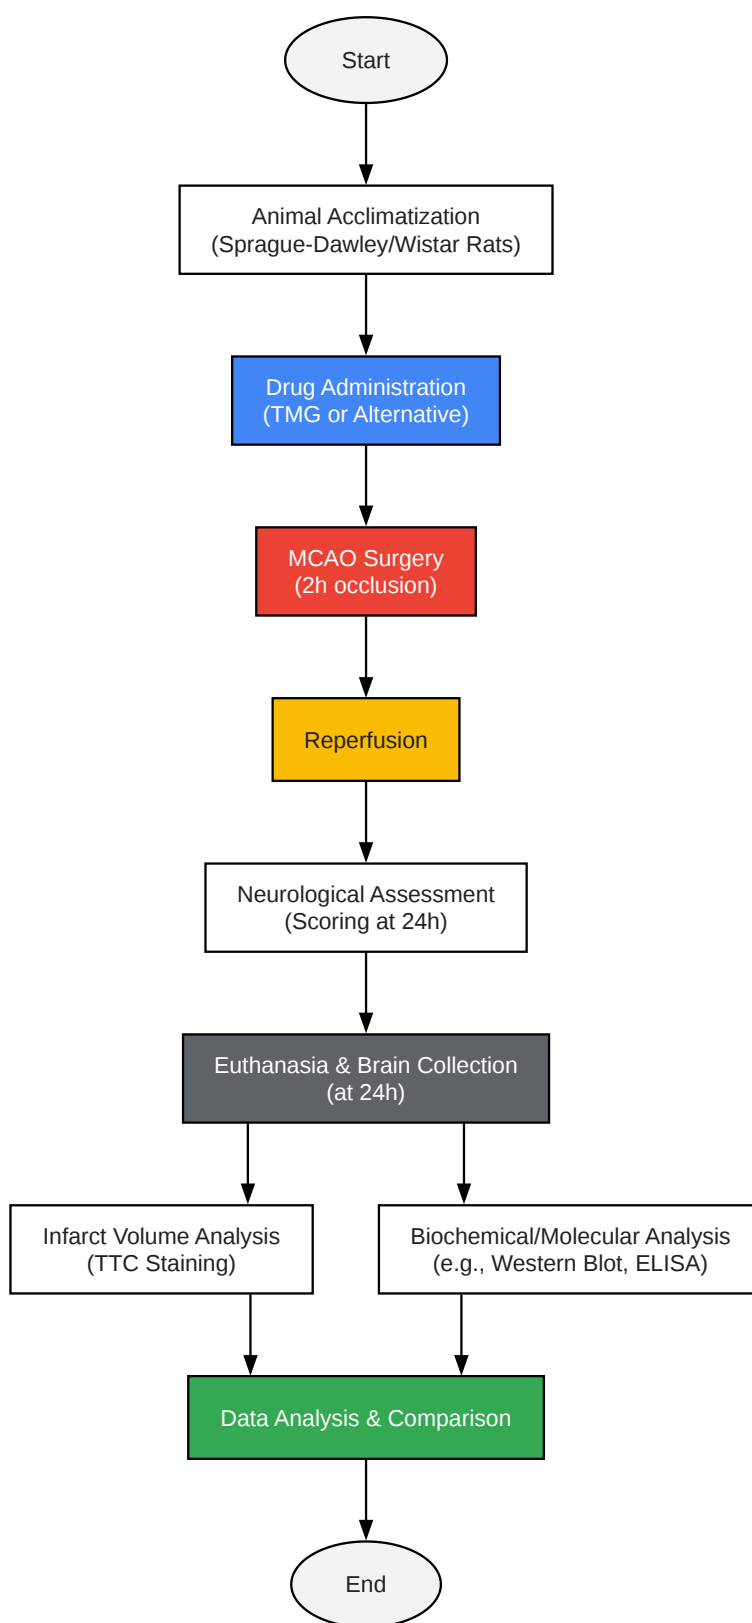 Start
Animal Acclimatization
(Sprague-Dawley/Wistar Rats)
Drug Administration
(TMG or Alternative)
MCAO Surgery
(2h occlusion)
Reperfusion
Neurological Assessment
(Scoring at 24h)
Euthanasia & Brain Collection
(at 24h)
Infarct Volume Analysis
(TTC Staining)
Biochemical/Molecular Analysis
(e.g., Western Blot, ELISA)
Data Analysis & Comparison
End